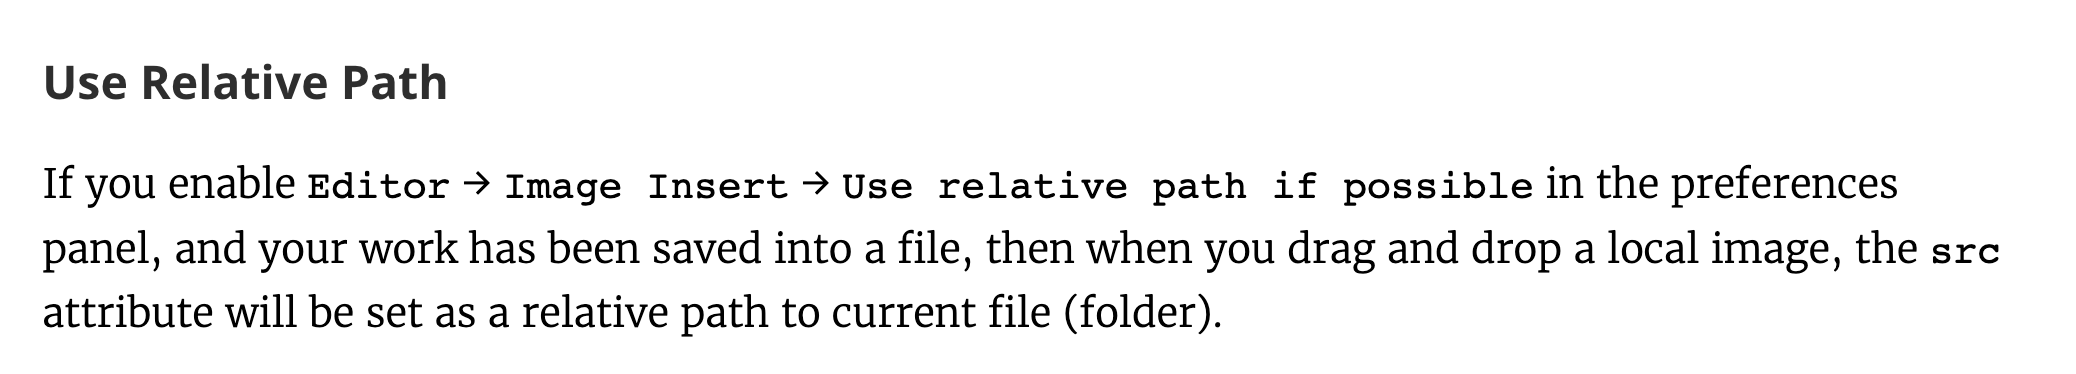 Use Relative Path
If you enable Editor → Image Insert → Use relative path if possible in the preferences
panel, and your work has been saved into a file, then when you drag and drop a local image, the src
attribute will be set as a relative path to current file (folder).